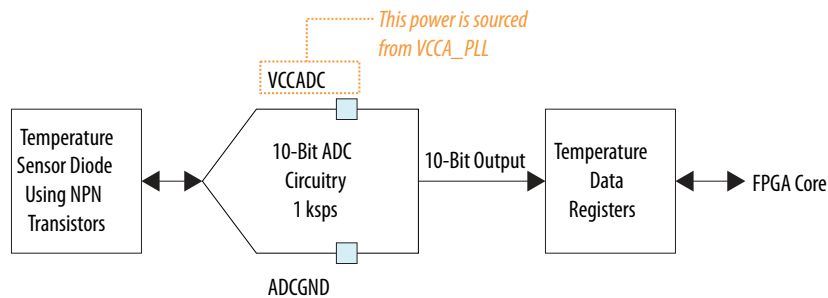 This power is sourced
from VCCA_PLL
VCCADC
Temperature
Sensor Diode
Using NPN
Transistors
10-Bit ADC
Circuitry
1 ksps
10-Bit Output
Temperature
Data
Registers
FPGA Core
ADCGND